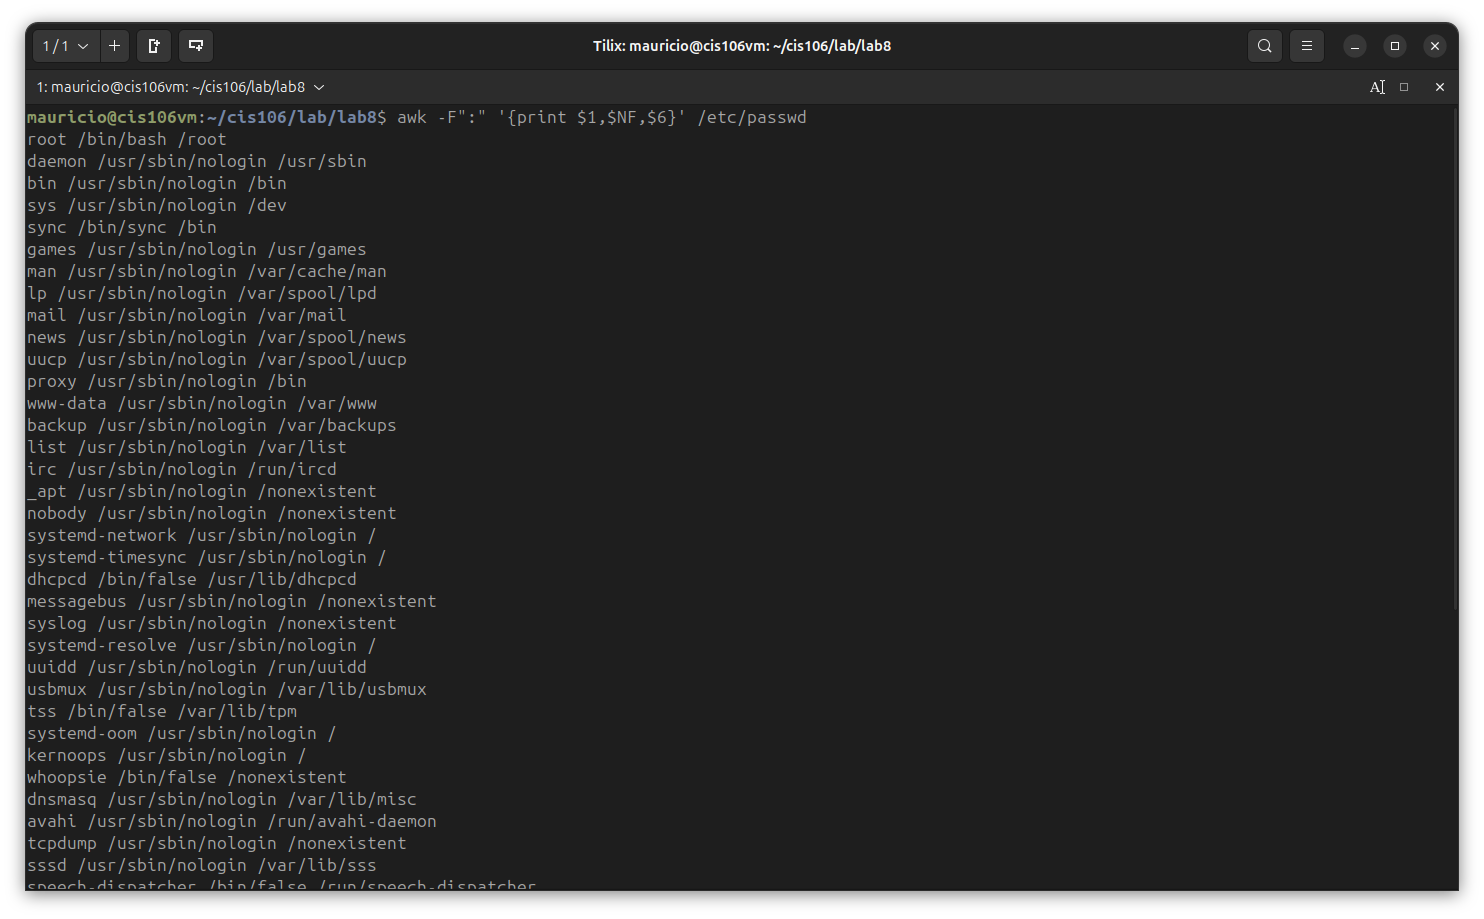 1 / 1
Tilix: mauricio@cis106vm: ~/cis106/lab/lab8
1: mauricio@cis106vm: ~/cis106/lab/lab8
mauricio@cis106vm:~/cis106/lab/lab8$ awk -F":" '{print $1,$NF,$6}' /etc/passwd
root /bin/bash /root
daemon /usr/sbin/nologin /usr/sbin
bin /usr/sbin/nologin /bin
sys /usr/sbin/nologin /dev
sync /bin/sync /bin
games /usr/sbin/nologin /usr/games
man /usr/sbin/nologin /var/cache/man
lp /usr/sbin/nologin /var/spool/lpd
mail /usr/sbin/nologin /var/mail
news /usr/sbin/nologin /var/spool/news
uucp /usr/sbin/nologin /var/spool/uucp
proxy /usr/sbin/nologin /bin
www-data /usr/sbin/nologin /var/www
backup /usr/sbin/nologin /var/backups
list /usr/sbin/nologin /var/list
irc /usr/sbin/nologin /run/ircd
_apt /usr/sbin/nologin /nonexistent
nobody /usr/sbin/nologin /nonexistent
systemd-network /usr/sbin/nologin /
systemd-timesync /usr/sbin/nologin /
dhcpcd /bin/false /usr/lib/dhcpcd
messagebus /usr/sbin/nologin /nonexistent
syslog /usr/sbin/nologin /nonexistent
systemd-resolve /usr/sbin/nologin /
uuidd /usr/sbin/nologin /run/uuidd
usbmux /usr/sbin/nologin /var/lib/usbmux
tss /bin/false /var/lib/tpm
systemd-oom /usr/sbin/nologin /
kernoops /usr/sbin/nologin /
whoopsie /bin/false /nonexistent
dnsmasq /usr/sbin/nologin /var/lib/misc
avahi /usr/sbin/nologin /run/avahi-daemon
tcpdump /usr/sbin/nologin /nonexistent
sssd /usr/sbin/nologin /var/lib/sss
speech-dispatcher /bin/false /run/speech-dispatcher